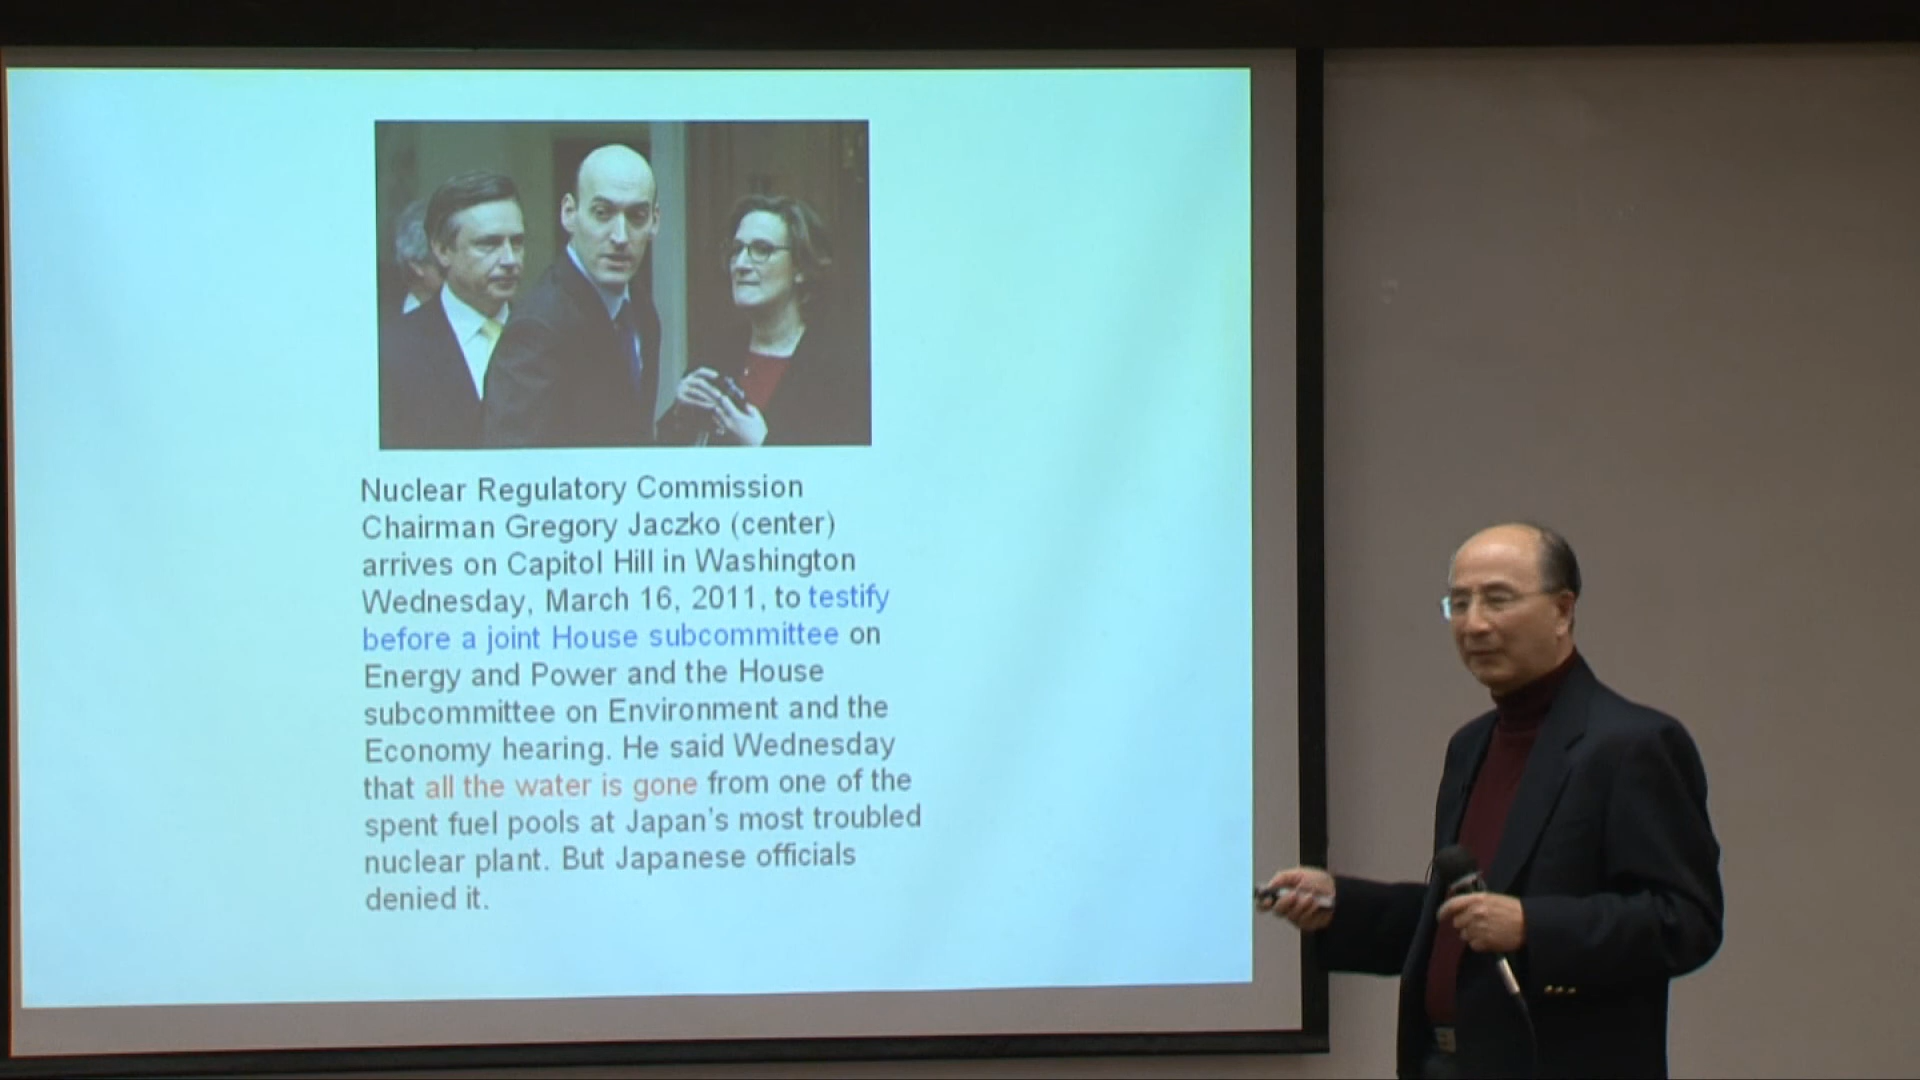 Nuclear Regulatory Commission
Chairman Gregory Jaczko (center)
arrives on Capitol Hill in Washington
Wednesday, March 16, 2011, to testify
before a joint House subcommittee on
Energy and Power and the House
subcommittee on Environment and the
Economy hearing. He said Wednesday
that all the water is gone from one of the
spent fuel pools at Japan's most troubled
nuclear plant. But Japanese officials
denied it.